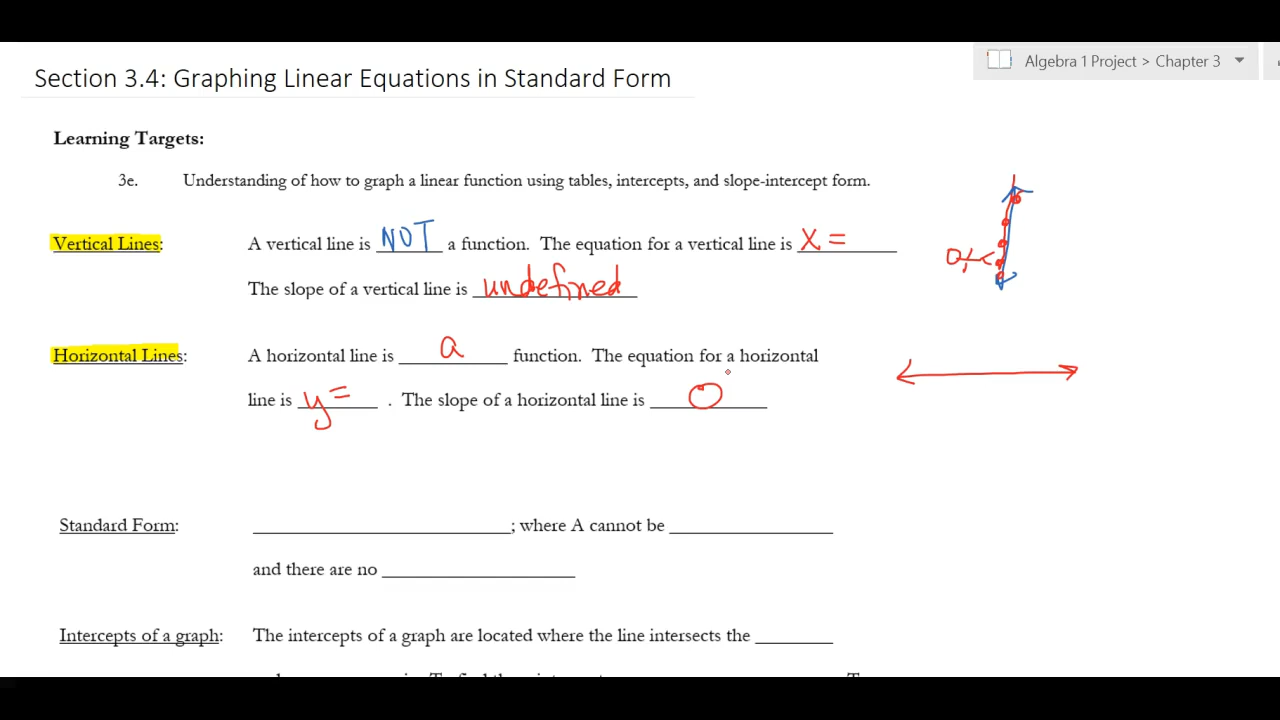 Algebra 1 Project > Chapter 3
Section 3.4: Graphing Linear Equations in Standard Form
Learning Targets:
3e. Understanding of how to graph a linear function using tables, intercepts, and slope-intercept form.
Vertical Lines: A vertical line is NOT a function. The equation for a vertical line is x =
The slope of a vertical line is undefined
Horizontal Lines: A horizontal line is a function. The equation for a horizontal
line is y = . The slope of a horizontal line is 0
Standard Form: ; where A cannot be
and there are no
Intercepts of a graph: The intercepts of a graph are located where the line intersects the